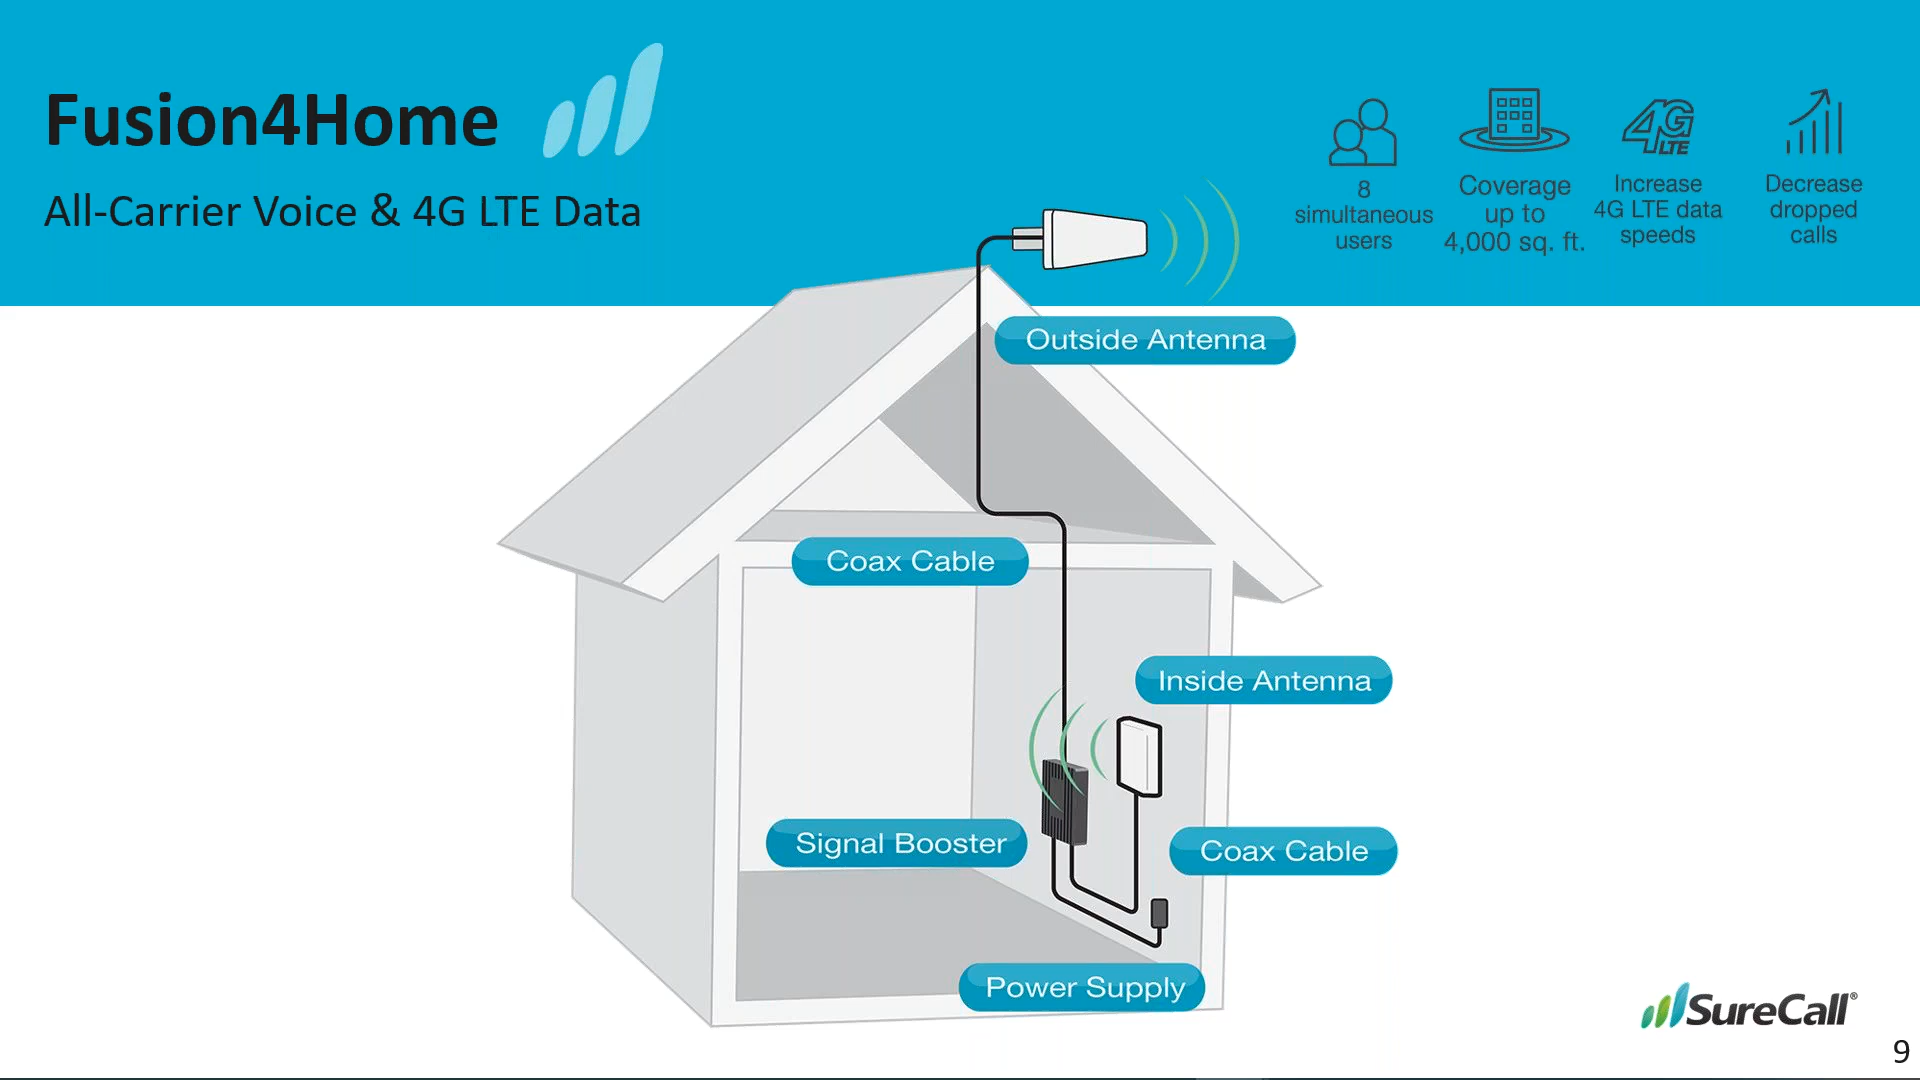 Fusion4Home
All-Carrier Voice & 4G LTE Data
8
simultaneous
users
Coverage
up to
4,000 sq. ft.
4G
LTE
Increase
4G LTE data
speeds
Decrease
dropped
calls
Outside Antenna
Coax Cable
Inside Antenna
Signal Booster
Coax Cable
Power Supply
SureCall®
9